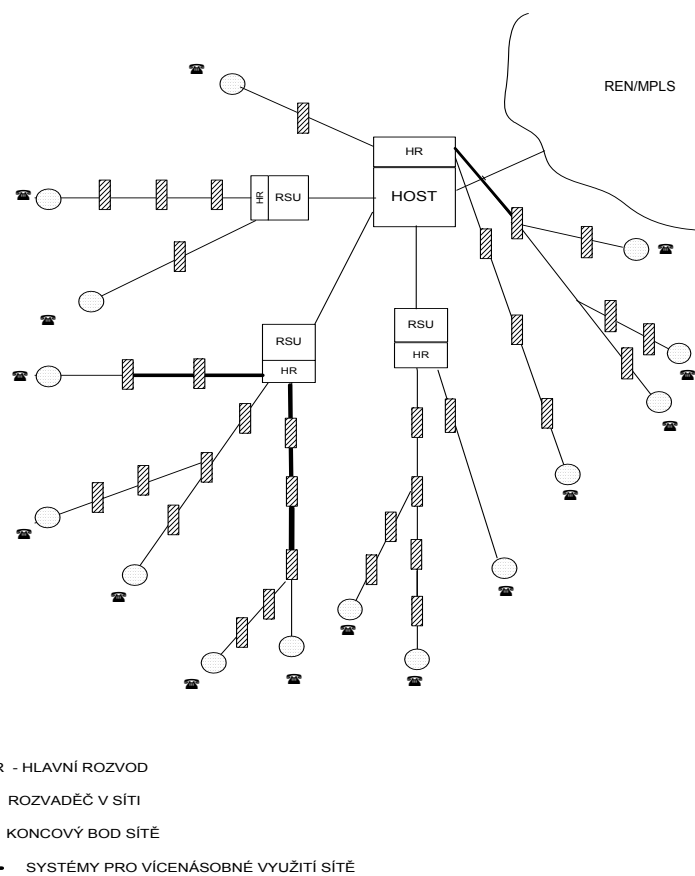 REN/MPLS
HR
HOST
HR
RSU
RSU
HR
RSU
HR
R - HLAVNÍ ROZVOD
ROZVADĚČ V SÍTI
KONCOVÝ BOD SÍTĚ
SYSTÉMY PRO VÍCENÁSOBNÉ VYUŽITÍ SÍTĚ